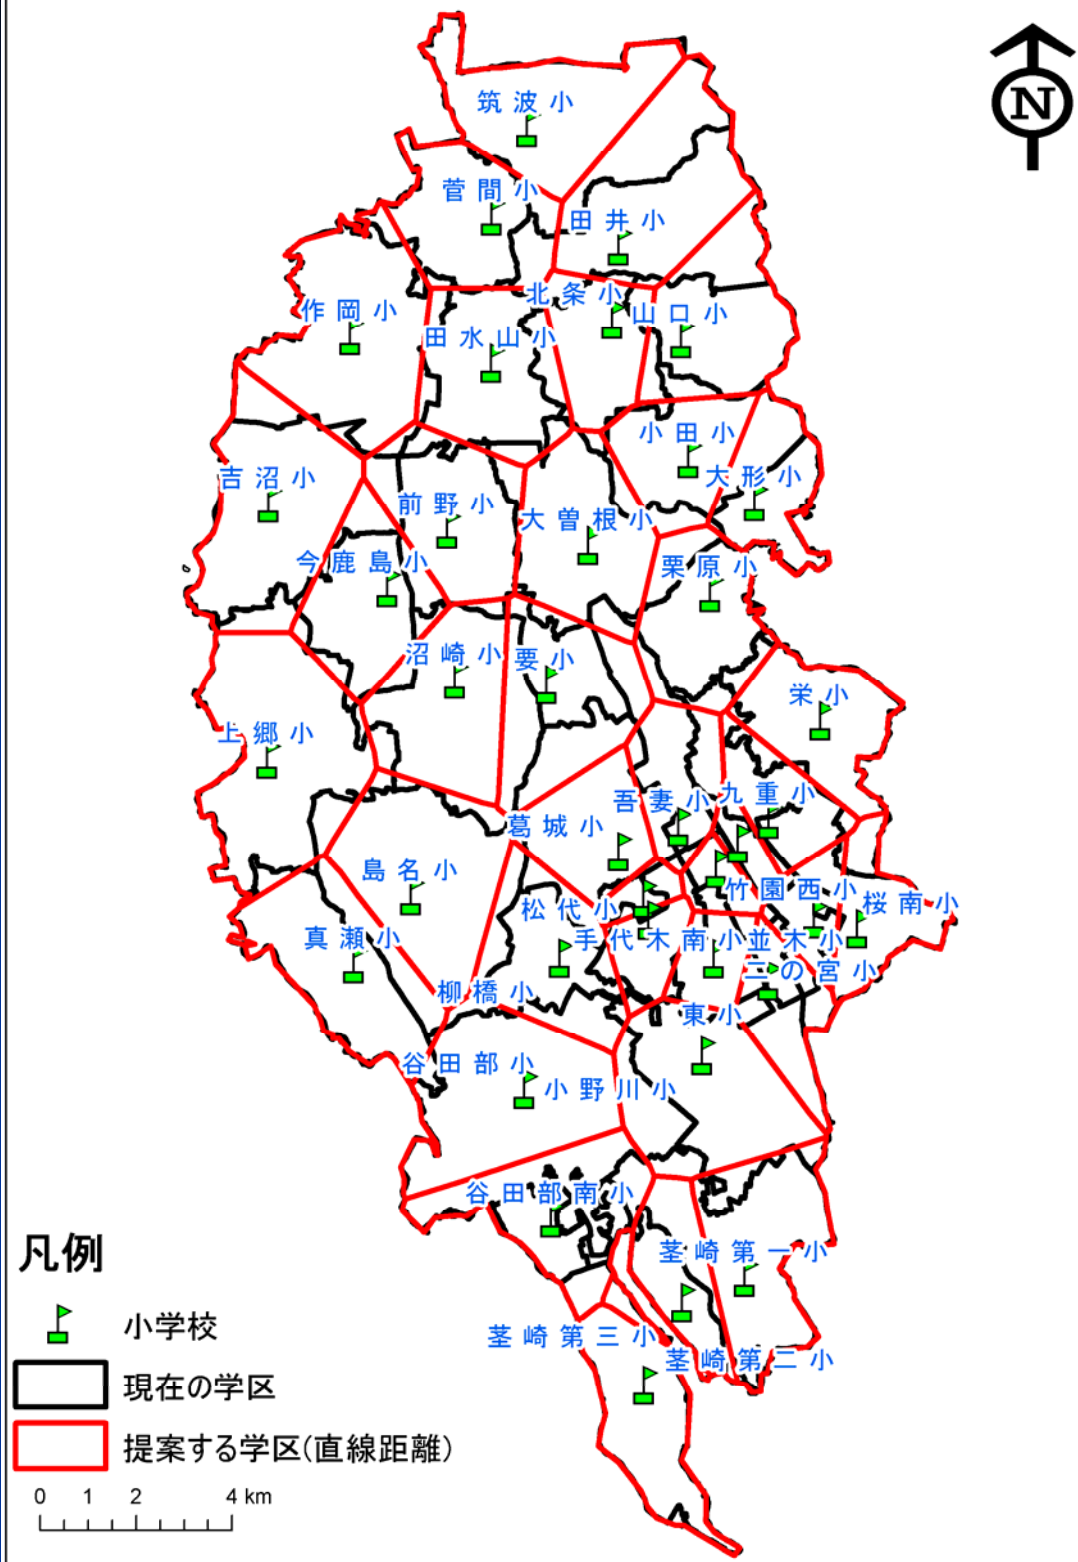 N
筑波小
菅間小
田井小
北条小
作岡小
山口小
田水山小
小田小
吉沼小
大形小
前野小
大曽根小
今鹿島小
栗原小
沼崎小
要小
栄小
上郷小
九重小
吾妻小
葛城小
島名小
竹園西小
桜南小
松代小
真瀬小
手代木南小
並木小
二の宮小
柳橋小
東小
谷田部小
小野川小
谷田部南小
茎崎第一小
茎崎第三小
茎崎第二小
凡例
小学校
現在の学区
提案する学区(直線距離)
0 1 2 4 km